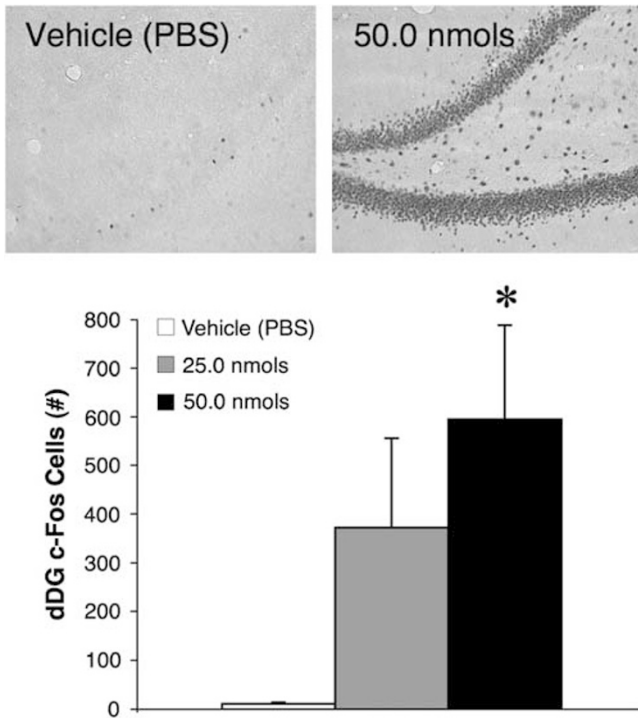 Vehicle (PBS)
50.0 nmols
*
800
700
600
500
400
300
200
100
0
dDG c-Fos Cells (#)
Vehicle (PBS)
25.0 nmols
50.0 nmols